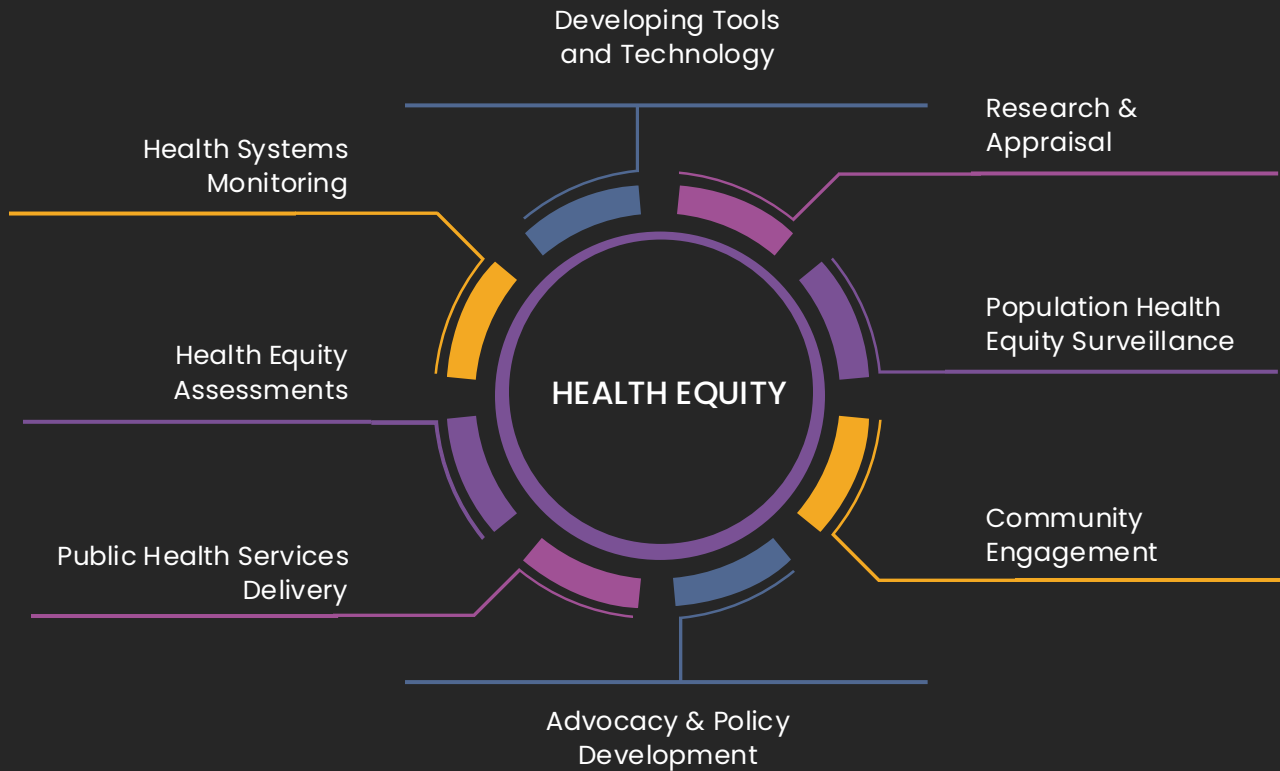 Developing Tools
and Technology
Research &
Appraisal
Health Systems
Monitoring
Population Health
Equity Surveillance
Health Equity
Assessments
HEALTH EQUITY
Community
Engagement
Public Health Services
Delivery
Advocacy & Policy
Development